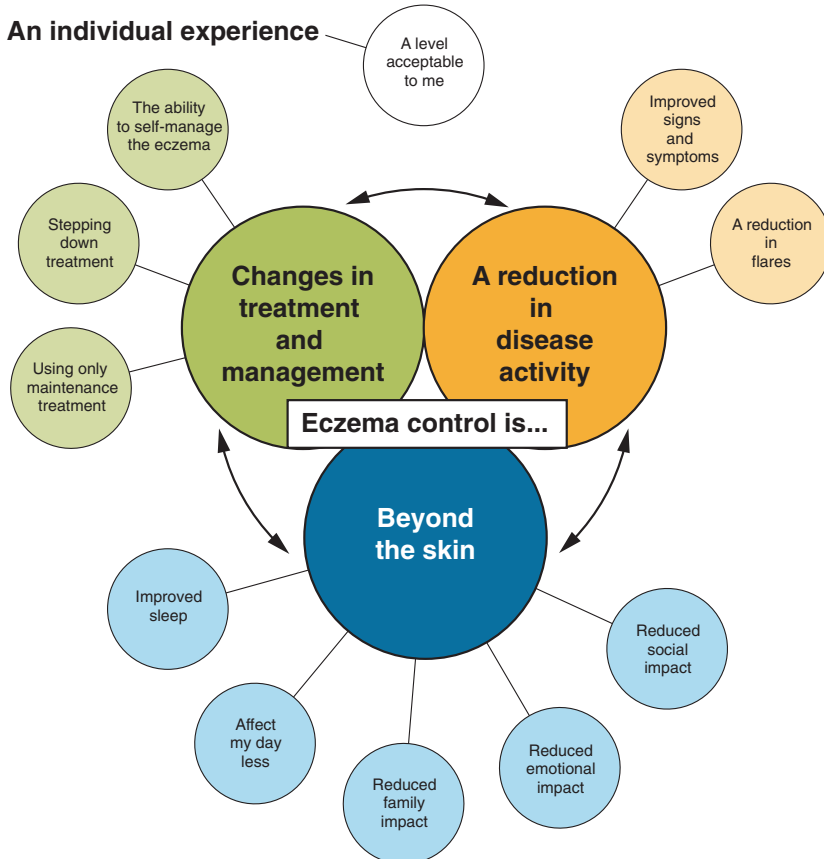 An individual experience
A level
acceptable
to me
The ability
to self-manage
the eczema
Stepping
down
treatment
Using only
maintenance
treatment
Changes in
treatment
and
management
Improved
signs
and
symptoms
A reduction
in
flares
A reduction
in
disease
activity
Eczema control is...
Beyond
the skin
Improved
sleep
Affect
my day
less
Reduced
family
impact
Reduced
emotional
impact
Reduced
social
impact